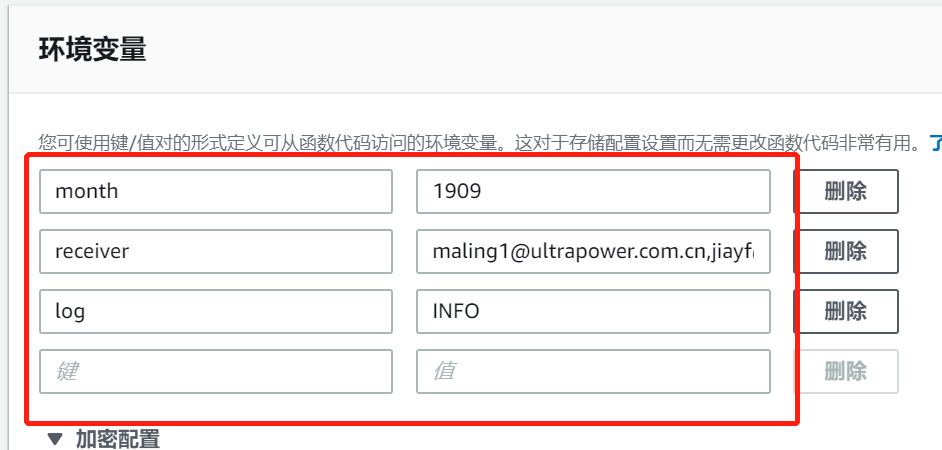 环境变量
您可使用键/值对的形式定义可从函数代码访问的环境变量。这对于存储配置设置而无需更改函数代码非常有用。了
month 1909 删除
receiver maling1@ultrapower.com.cn,jiayf 删除
log INFO 删除
键 值 删除
▼ 加密配置